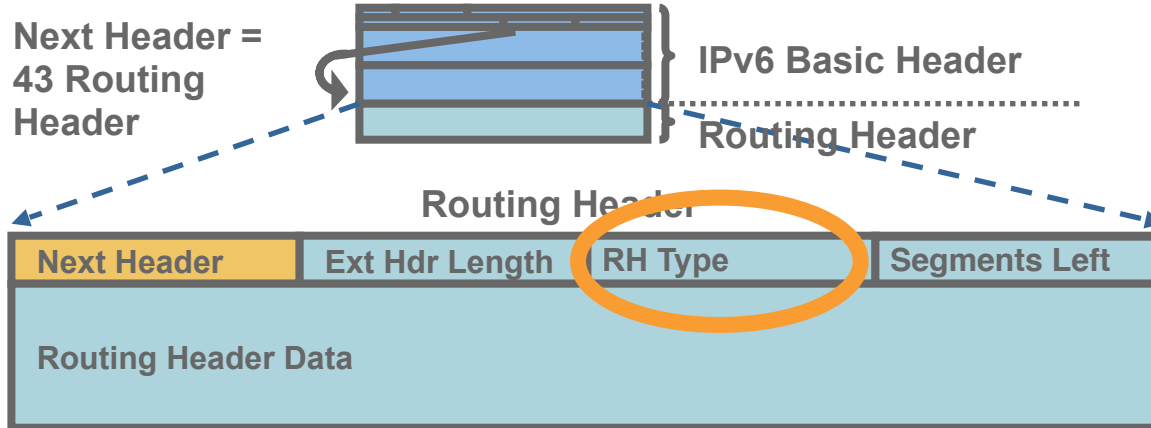 Next Header =
43 Routing
Header
IPv6 Basic Header
Routing Header
Routing Header
Next Header
Ext Hdr Length
RH Type
Segments Left
Routing Header Data